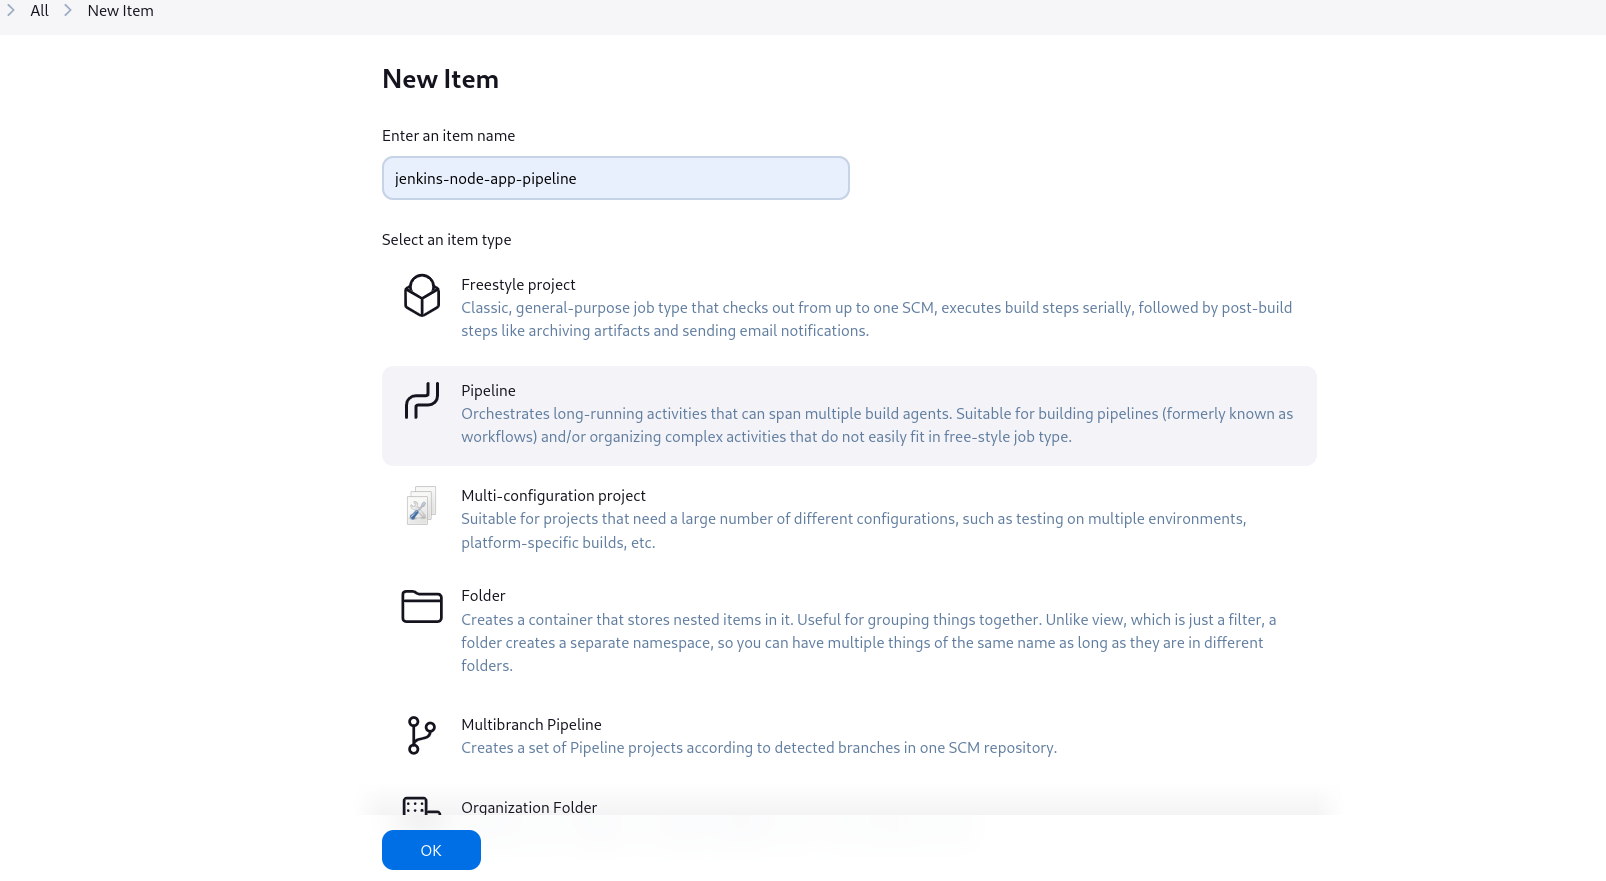 All New Item
New Item
Enter an item name
jenkins-node-app-pipeline
Select an item type
Freestyle project
Classic, general-purpose job type that checks out from up to one SCM, executes build steps serially, followed by post-build
steps like archiving artifacts and sending email notifications.
Pipeline
Orchestrates long-running activities that can span multiple build agents. Suitable for building pipelines (formerly known as
workflows) and/or organizing complex activities that do not easily fit in free-style job type.
Multi-configuration project
Suitable for projects that need a large number of different configurations, such as testing on multiple environments,
platform-specific builds, etc.
Folder
Creates a container that stores nested items in it. Useful for grouping things together. Unlike view, which is just a filter, a
folder creates a separate namespace, so you can have multiple things of the same name as long as they are in different
folders.
Multibranch Pipeline
Creates a set of Pipeline projects according to detected branches in one SCM repository.
Organization Folder
OK